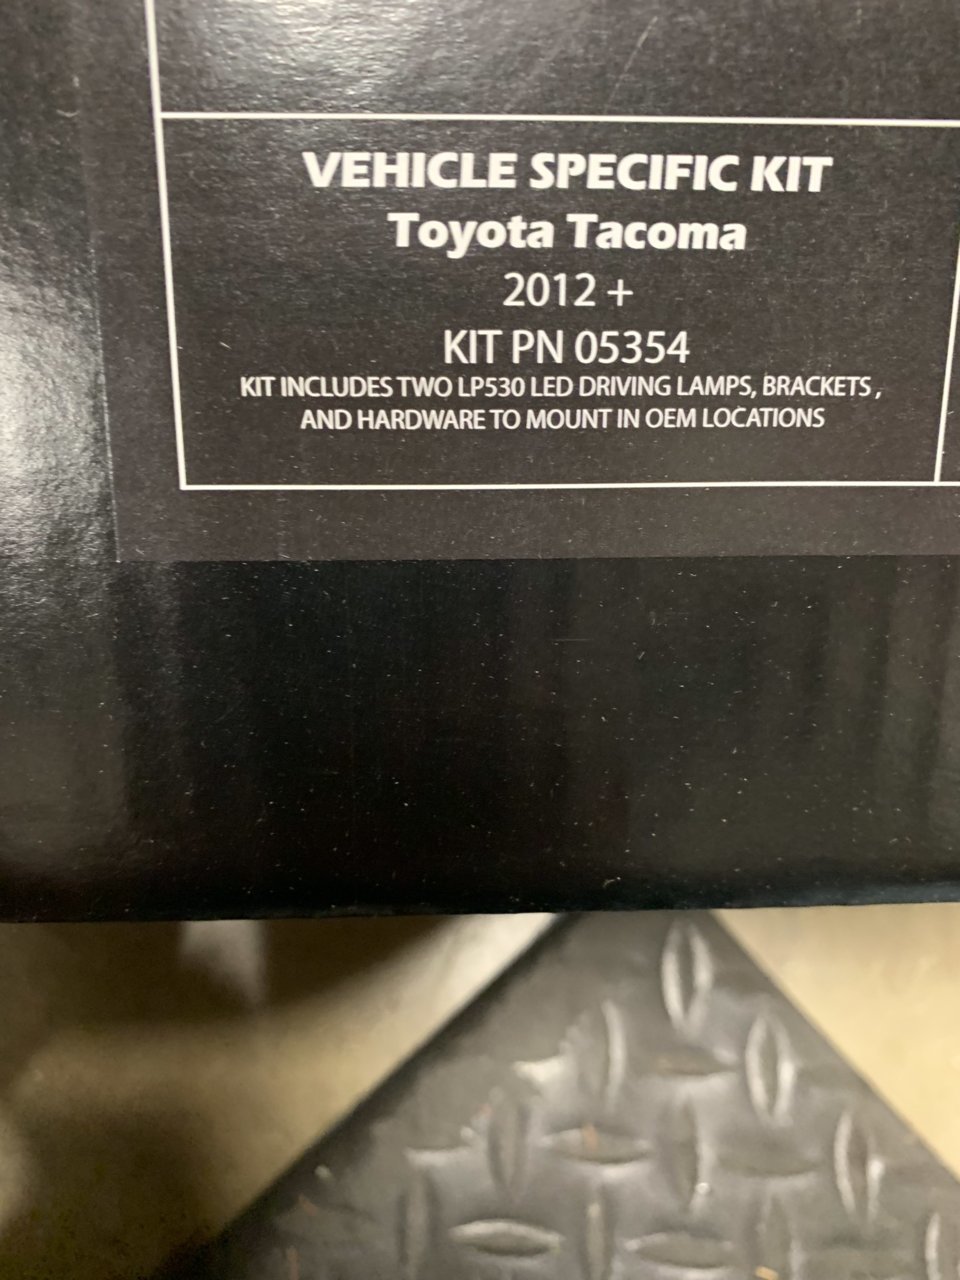 VEHICLE SPECIFIC KIT
Toyota Tacoma
2012 +
KIT PN 05354
KIT INCLUDES TWO LP530 LED DRIVING LAMPS, BRACKETS ,
AND HARDWARE TO MOUNT IN OEM LOCATIONS